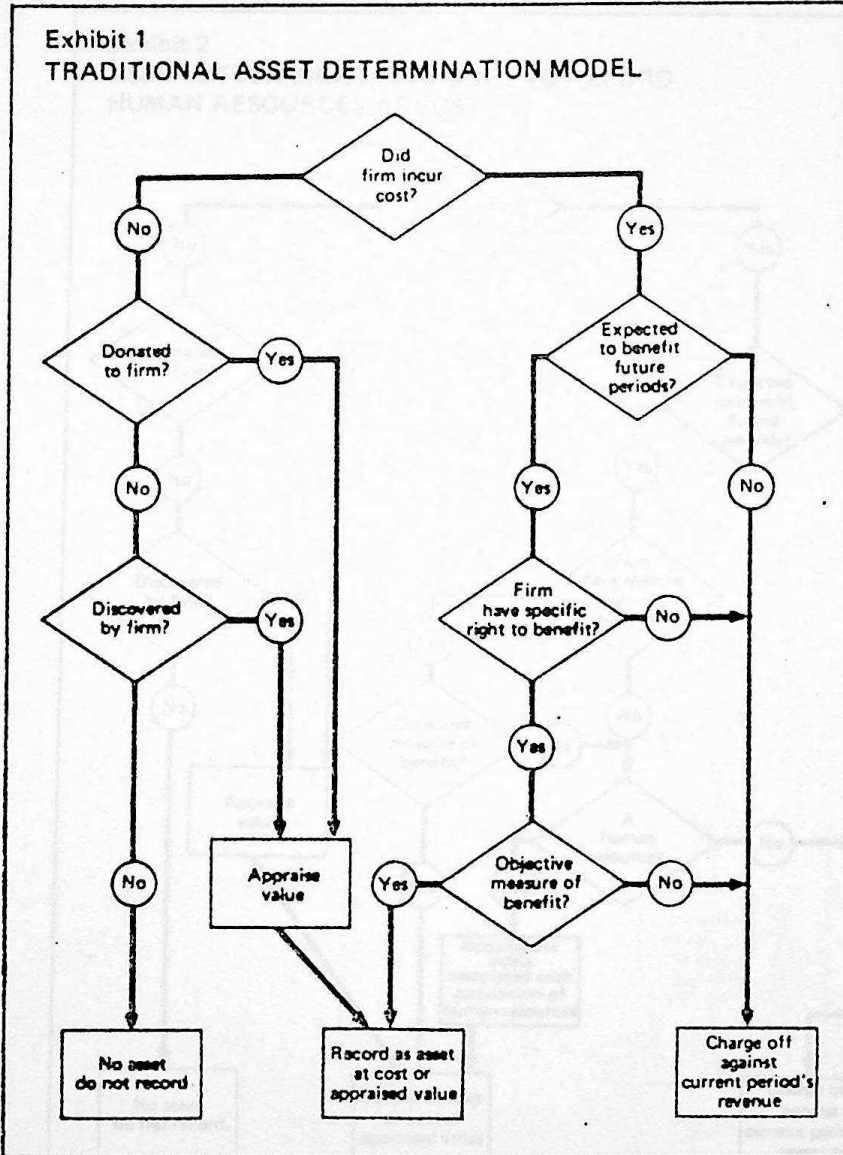 Exhibit 1
TRADITIONAL ASSET DETERMINATION MODEL
Did
firm incur
cost?
No
Yes
Donated
to firm?
Yes
Expected
to benefit
future
periods?
No
Yes
No
Discovered
by firm?
Yes
Firm
have specific
right to benefit?
No
Yes
No
Appraise
value
Yes
Objective
measure of
benefit?
No
No asset
do not record
Record as asset
at cost or
appraised value
Charge off
against
current period's
revenue